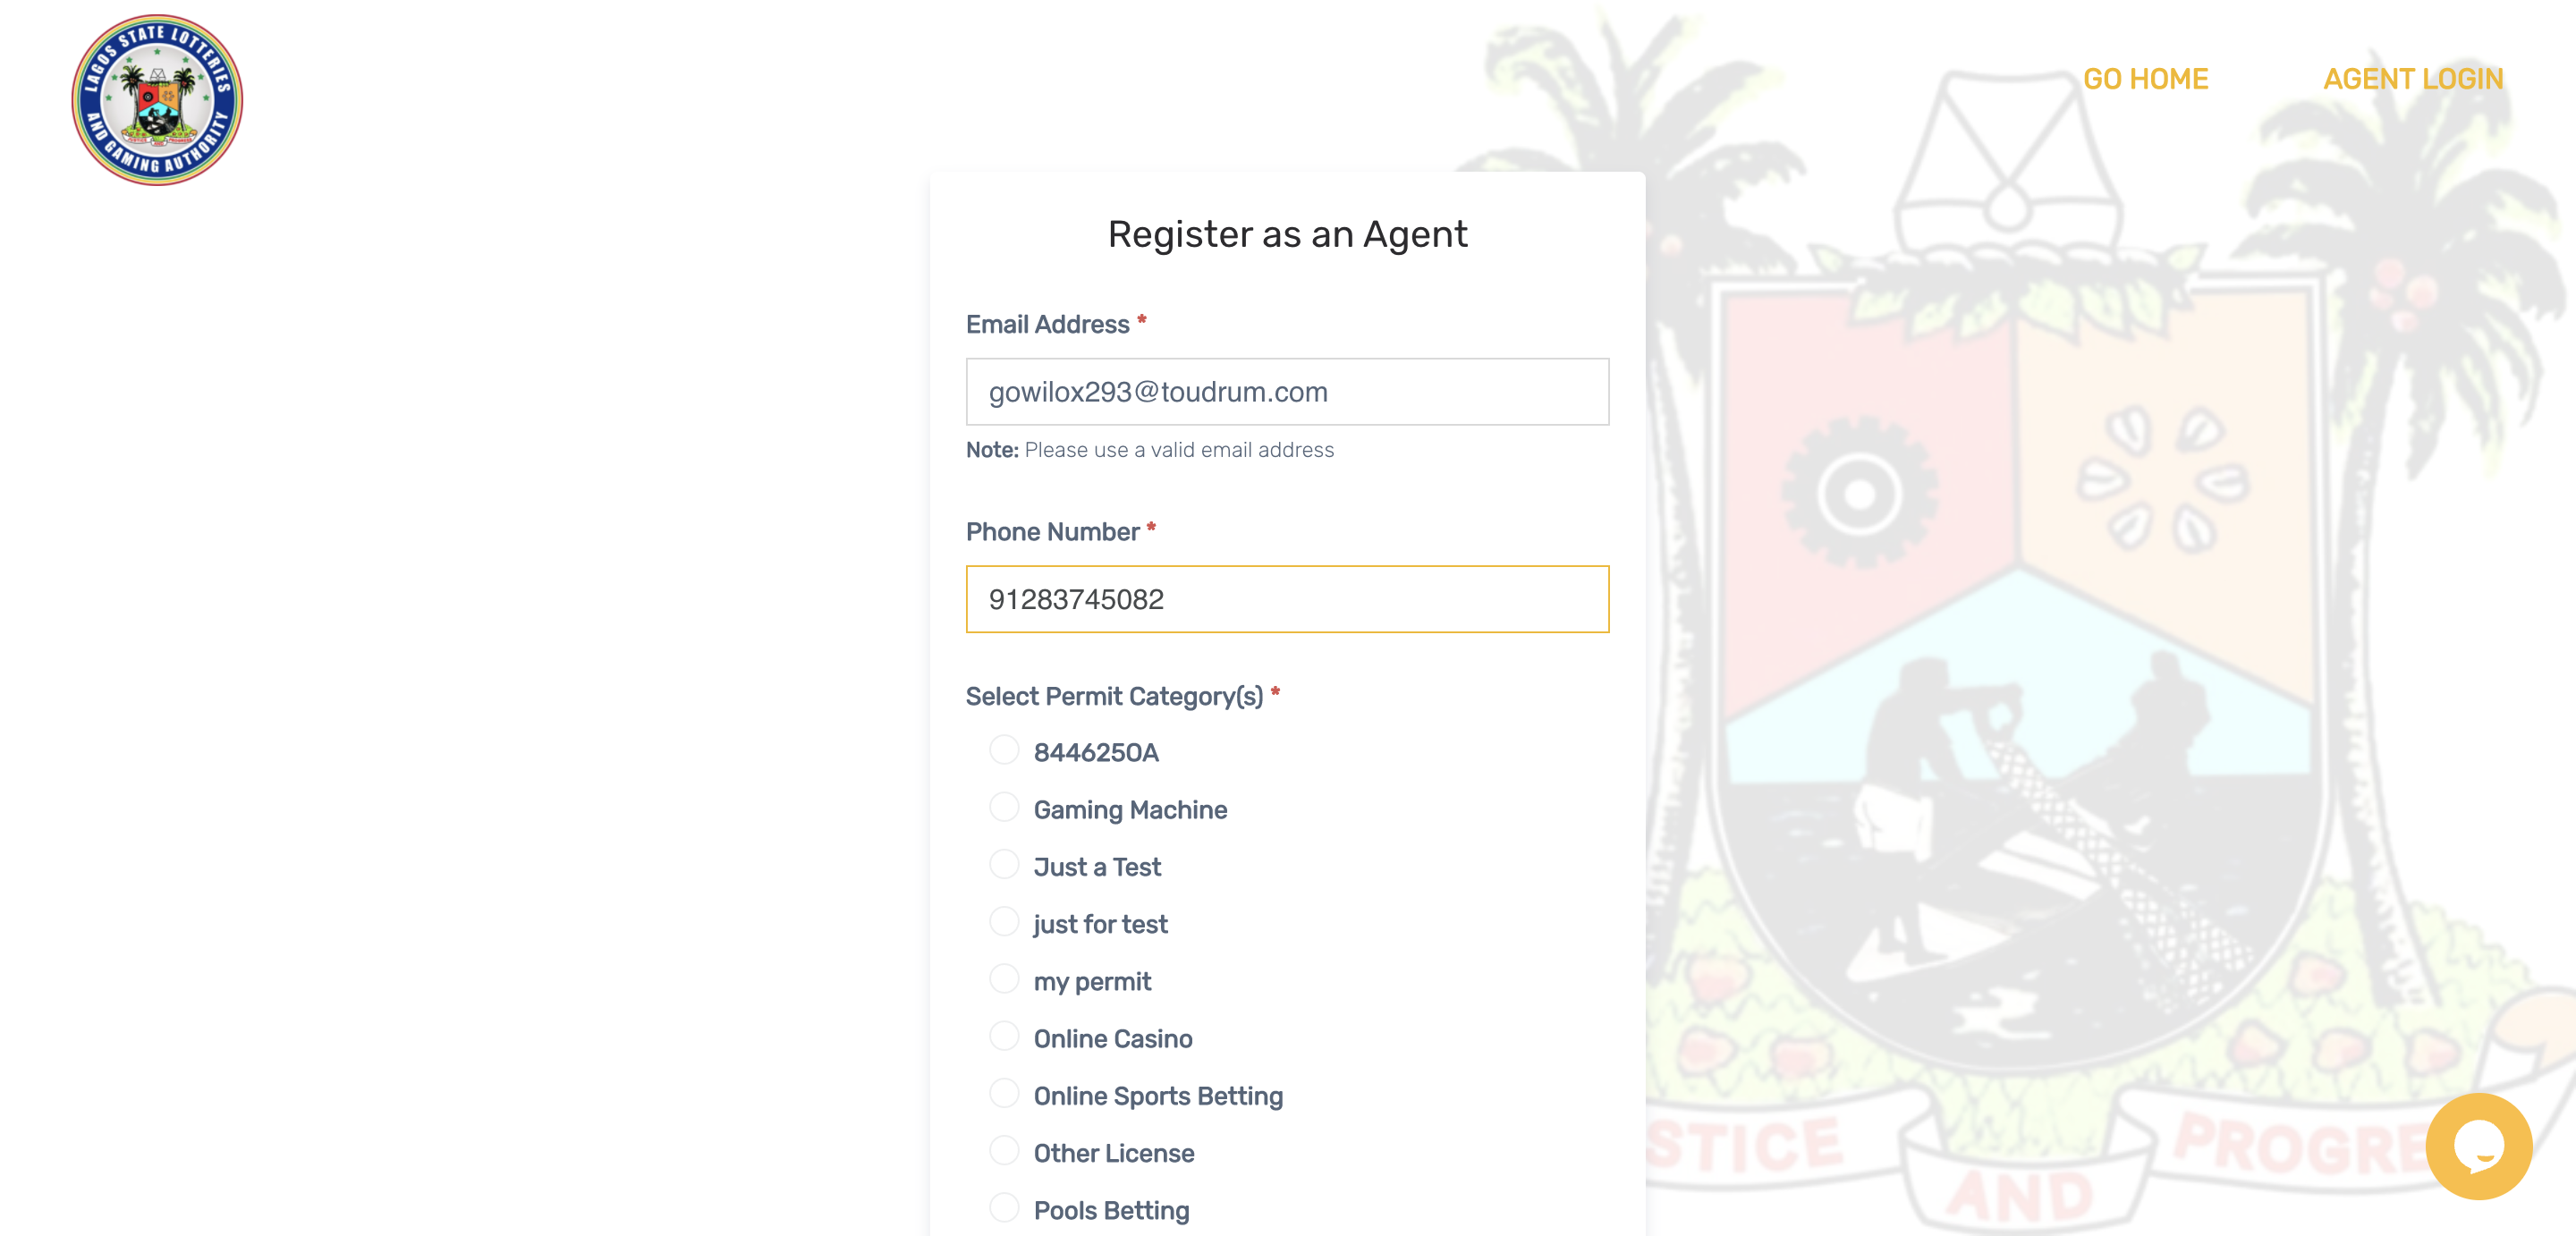 LAGOS STATE LOTTERIES
AND GAMING AUTHORITY
GO HOME
AGENT LOGIN
Register as an Agent
Email Address *
gowilox293@toudrum.com
Note: Please use a valid email address
Phone Number *
91283745082
Select Permit Category(s) *
8446250A
Gaming Machine
Just a Test
just for test
my permit
Online Casino
Online Sports Betting
Other License
Pools Betting
STICE
AND
PROGRE